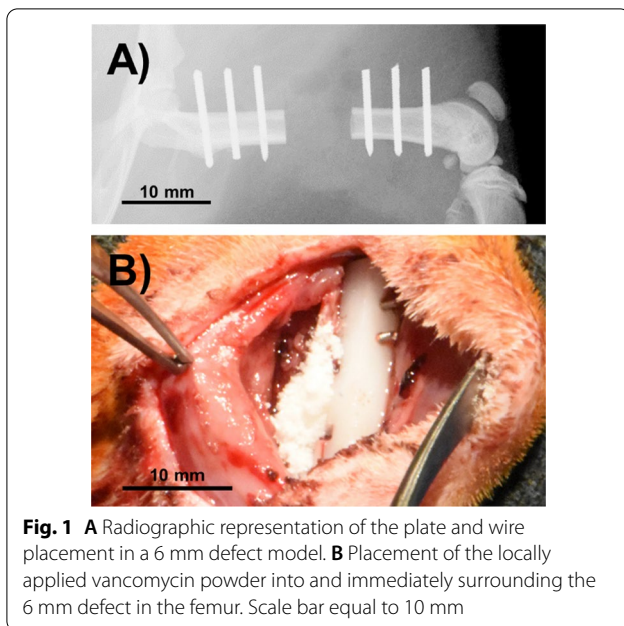 A)
10 mm
B)
10 mm
Fig. 1 A Radiographic representation of the plate and wire
placement in a 6 mm defect model. B Placement of the locally
applied vancomycin powder into and immediately surrounding the
6 mm defect in the femur. Scale bar equal to 10 mm